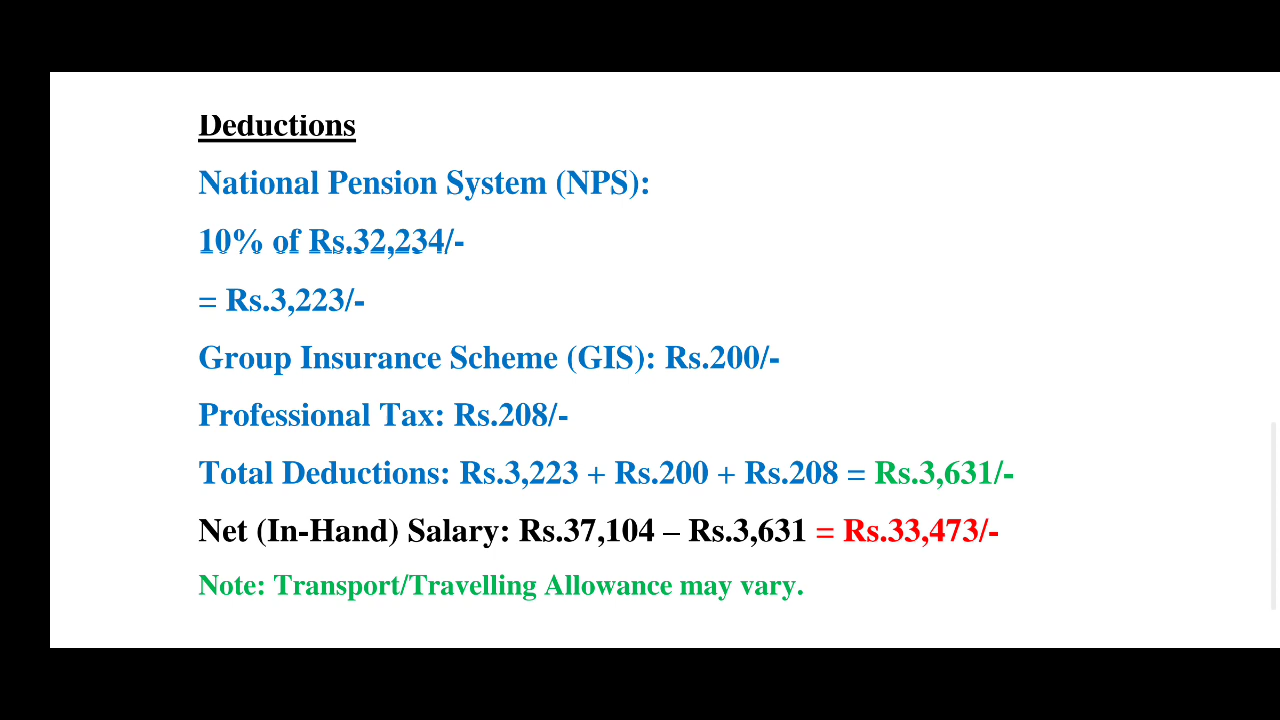 Deductions
National Pension System (NPS):
10% of Rs.32,234/-
= Rs.3,223/-
Group Insurance Scheme (GIS): Rs.200/-
Professional Tax: Rs.208/-
Total Deductions: Rs.3,223 + Rs.200 + Rs.208 = Rs.3,631/-
Net (In-Hand) Salary: Rs.37,104 – Rs.3,631 = Rs.33,473/-
Note: Transport/Travelling Allowance may vary.